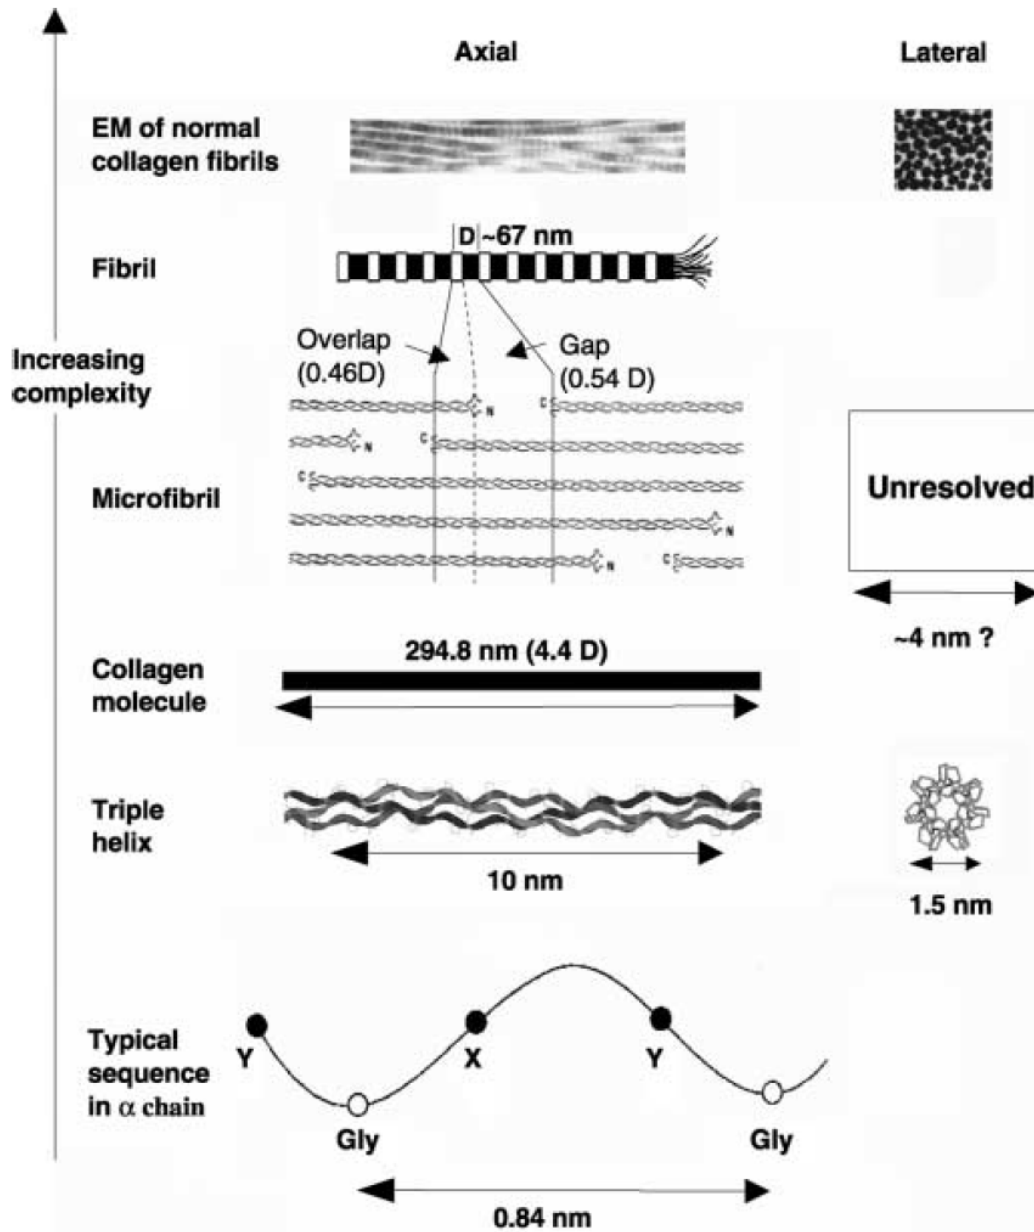 Axial
Lateral
EM of normal
collagen fibrils
D ~67 nm
Fibril
Overlap
(0.46D)
Gap
(0.54 D)
Increasing
complexity
N
C
N
C
C
Microfibril
N
N
C
Unresolved
~4 nm ?
294.8 nm (4.4 D)
Collagen
molecule
Triple
helix
10 nm
1.5 nm
Typical
sequence
in α chain
Y
X
Y
Gly
Gly
0.84 nm